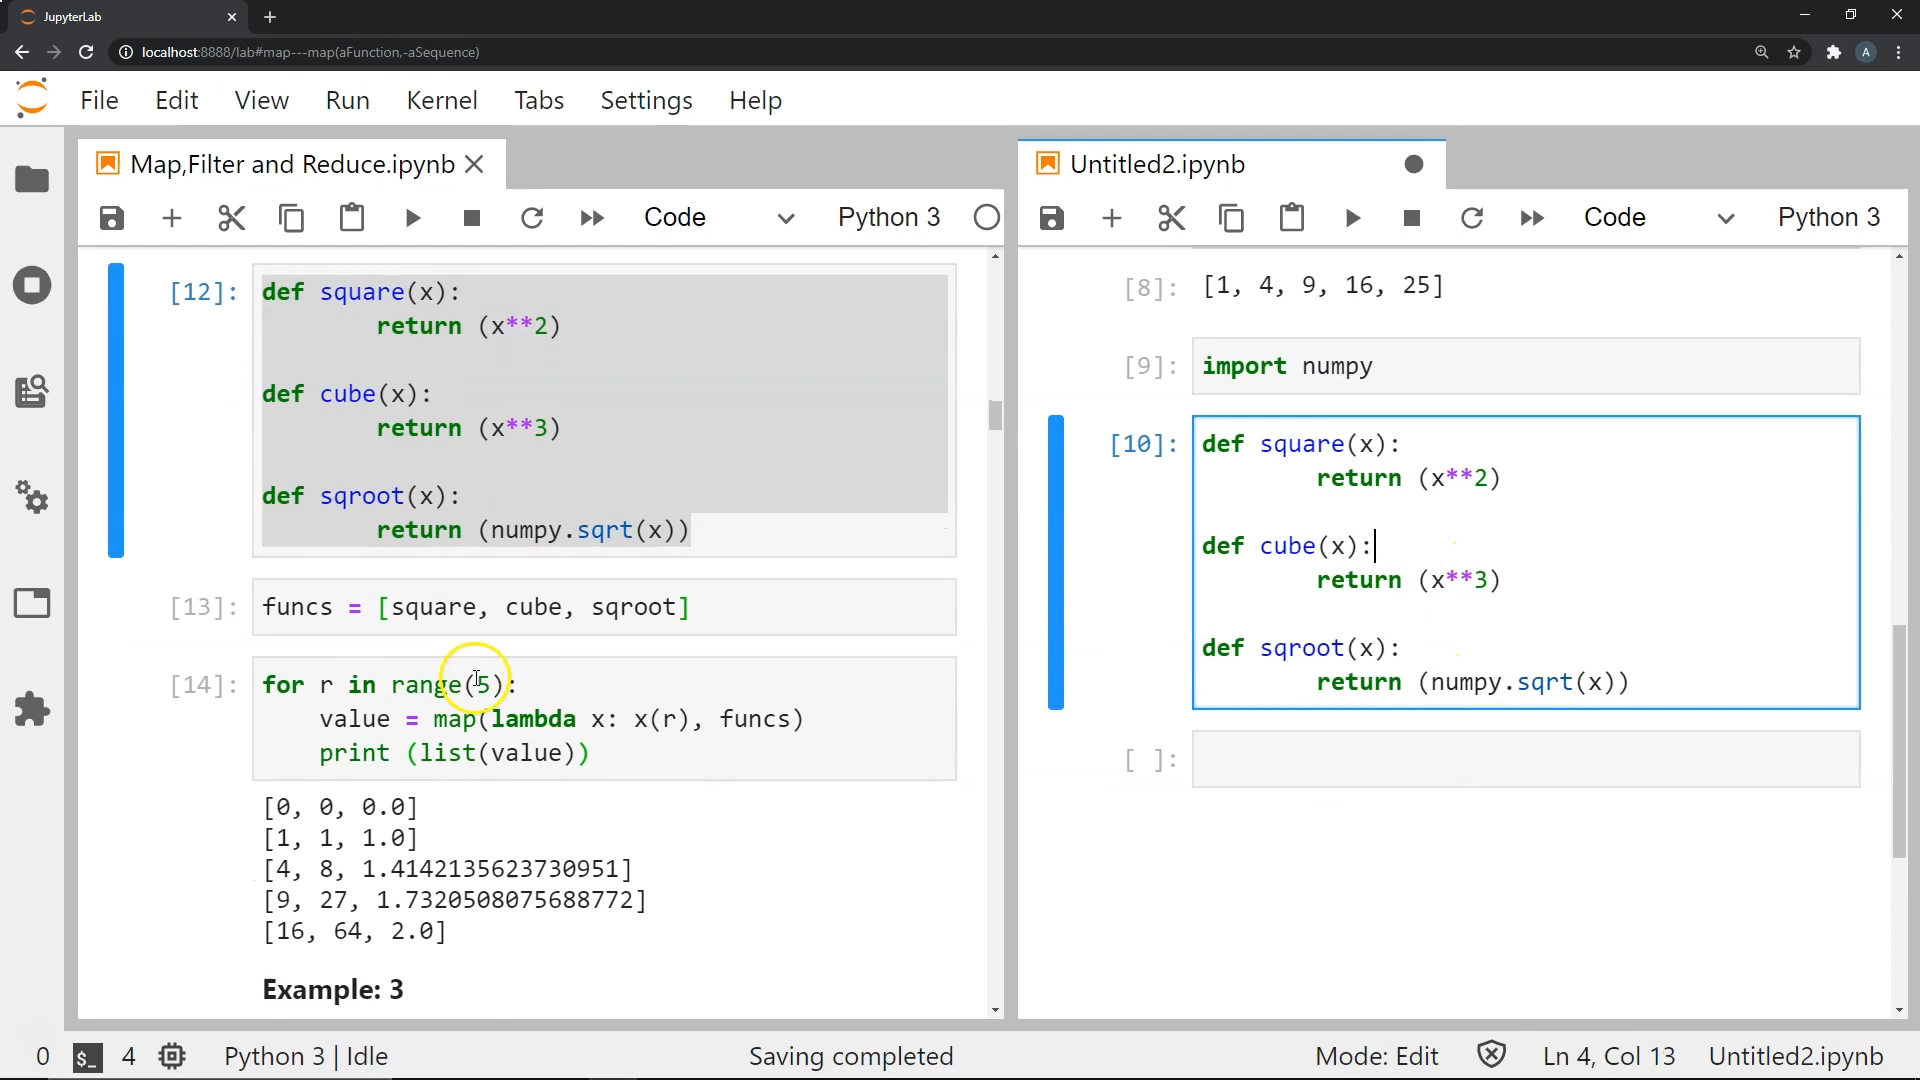 JupyterLab
localhost:8888/lab#map---map(aFunction,-aSequence)
A
File Edit View Run Kernel Tabs Settings Help
Map,Filter and Reduce.ipynb
Code Python 3
[12]: def square(x):
return (x**2)
def cube(x):
return (x**3)
def sqroot(x):
return (numpy.sqrt(x))
[13]: funcs = [square, cube, sqroot]
[14]: for r in range(5):
value = map(lambda x: x(r), funcs)
print (list(value))
[0, 0, 0.0]
[1, 1, 1.0]
[4, 8, 1.4142135623730951]
[9, 27, 1.7320508075688772]
[16, 64, 2.0]
Example: 3
Untitled2.ipynb
Code Python 3
[8]: [1, 4, 9, 16, 25]
[9]: import numpy
[10]: def square(x):
return (x**2)
def cube(x):
return (x**3)
def sqroot(x):
return (numpy.sqrt(x))
[ ]:
0 $_ 4 Python 3 | Idle Saving completed Mode: Edit Ln 4, Col 13 Untitled2.ipynb